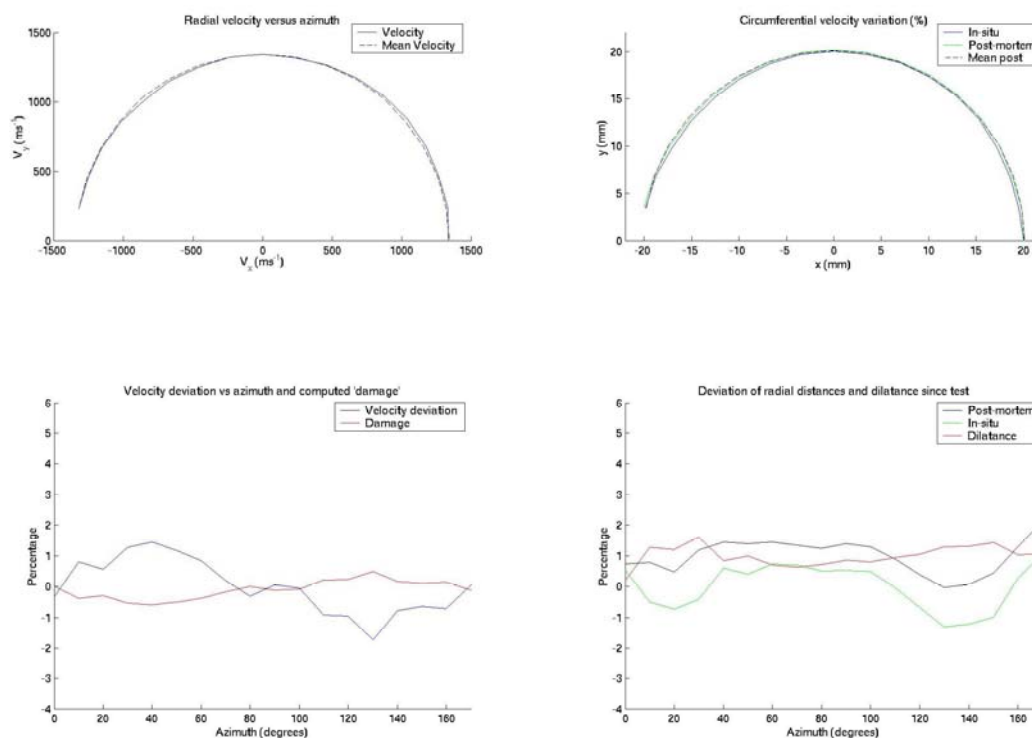 Radial velocity versus azimuth
1500
1000
500
0
V_y (ms^-1)
Velocity
Mean Velocity
-1500 -1000 -500 0 500 1000 1500
V_x (ms^-1)
Circumferential velocity variation (%)
20
15
10
5
0
y (mm)
In-situ
Post-mortem
Mean post
-20 -15 -10 -5 0 5 10 15 20
x (mm)
Velocity deviation vs azimuth and computed 'damage'
6
5
4
3
2
1
0
-1
-2
-3
-4
Percentage
Velocity deviation
Damage
0 20 40 60 80 100 120 140 160
Azimuth (degrees)
Deviation of radial distances and dilatance since test
6
5
4
3
2
1
0
-1
-2
-3
-4
Percentage
Post-mortem
In-situ
Dilatance
0 20 40 60 80 100 120 140 160
Azimuth (degrees)